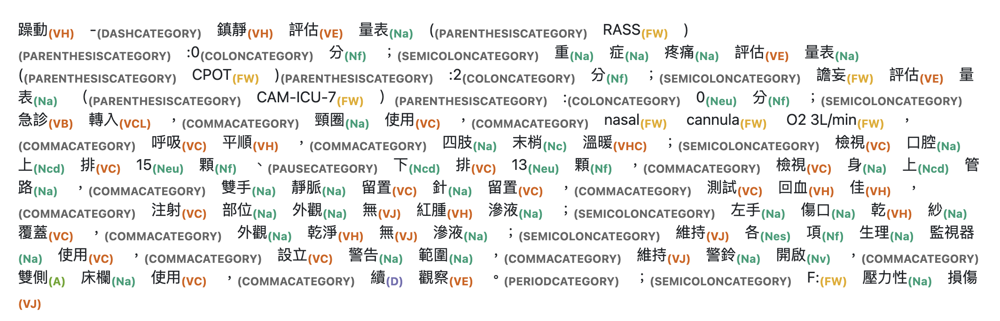 躁動(VH) -(DASHCATEGORY) 鎮靜(VH) 評估(VE) 量表(Na) ((PARENTHESISCATEGORY) RASS(FW) )
(PARENTHESISCATEGORY) :0(COLONCATEGORY) 分(Nf) ；(SEMICOLONCATEGORY) 重(Na) 症(Na) 疼痛(Na) 評估(VE) 量表(Na)
((PARENTHESISCATEGORY) CPOT(FW) )(PARENTHESISCATEGORY) :2(COLONCATEGORY) 分(Nf) ；(SEMICOLONCATEGORY) 譫妄(FW) 評估(VE) 量
表(Na) ((PARENTHESISCATEGORY) CAM-ICU-7(FW) ) (PARENTHESISCATEGORY) :(COLONCATEGORY) 0(Neu) 分(Nf) ；(SEMICOLONCATEGORY)
急診(VB) 轉入(VCL) ，(COMMACATEGORY) 頸圈(Na) 使用(VC) ，(COMMACATEGORY) nasal(FW) cannula(FW) O2 3L/min(FW) ，
(COMMACATEGORY) 呼吸(VC) 平順(VH) ，(COMMACATEGORY) 四肢(Na) 末梢(Nc) 溫暖(VHC) ；(SEMICOLONCATEGORY) 檢視(VC) 口腔(Na)
上(Ncd) 排(VC) 15(Neu) 顆(Nf) 、(PAUSECATEGORY) 下(Ncd) 排(VC) 13(Neu) 顆(Nf) ，(COMMACATEGORY) 檢視(VC) 身(Na) 上(Ncd) 管
路(Na) ，(COMMACATEGORY) 雙手(Na) 靜脈(Na) 留置(VC) 針(Na) 留置(VC) ，(COMMACATEGORY) 測試(VC) 回血(VH) 佳(VH) ，
(COMMACATEGORY) 注射(VC) 部位(Na) 外觀(Na) 無(VJ) 紅腫(VH) 滲液(Na) ；(SEMICOLONCATEGORY) 左手(Na) 傷口(Na) 乾(VH) 紗(Na)
覆蓋(VC) ，(COMMACATEGORY) 外觀(Na) 乾淨(VH) 無(VJ) 滲液(Na) ；(SEMICOLONCATEGORY) 維持(VJ) 各(Nes) 項(Nf) 生理(Na) 監視器
(Na) 使用(VC) ，(COMMACATEGORY) 設立(VC) 警告(Na) 範圍(Na) ，(COMMACATEGORY) 維持(VJ) 警鈴(Na) 開啟(Nv) ，(COMMACATEGORY)
雙側(A) 床欄(Na) 使用(VC) ，(COMMACATEGORY) 續(D) 觀察(VE) 。(PERIODCATEGORY) ；(SEMICOLONCATEGORY) F:(FW) 壓力性(Na) 損傷
(VJ)